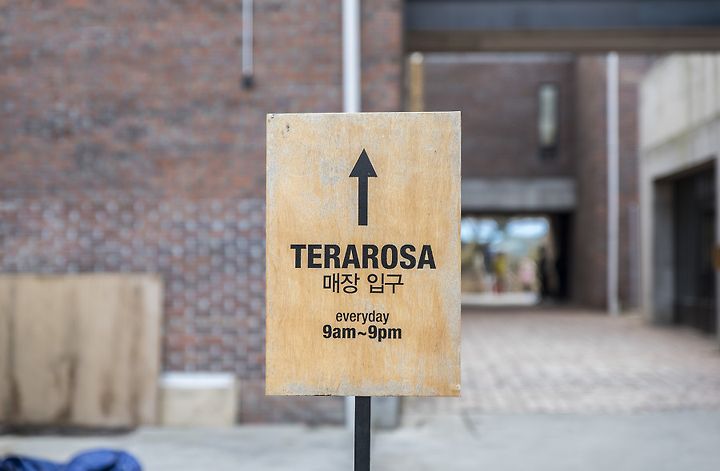 TERAROSA
매장 입구
everyday
9am~9pm